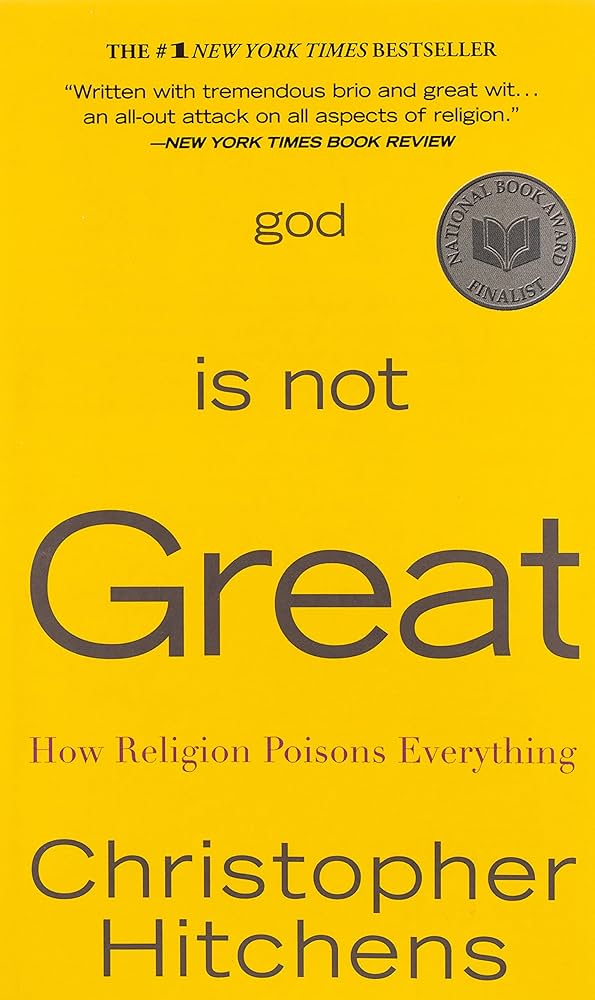 THE #1 NEW YORK TIMES BESTSELLER
“Written with tremendous brio and great wit...
an all-out attack on all aspects of religion.”
—NEW YORK TIMES BOOK REVIEW
god
NATIONAL BOOK AWARD
FINALIST
is not
Great
How Religion Poisons Everything
Christopher
Hitchens